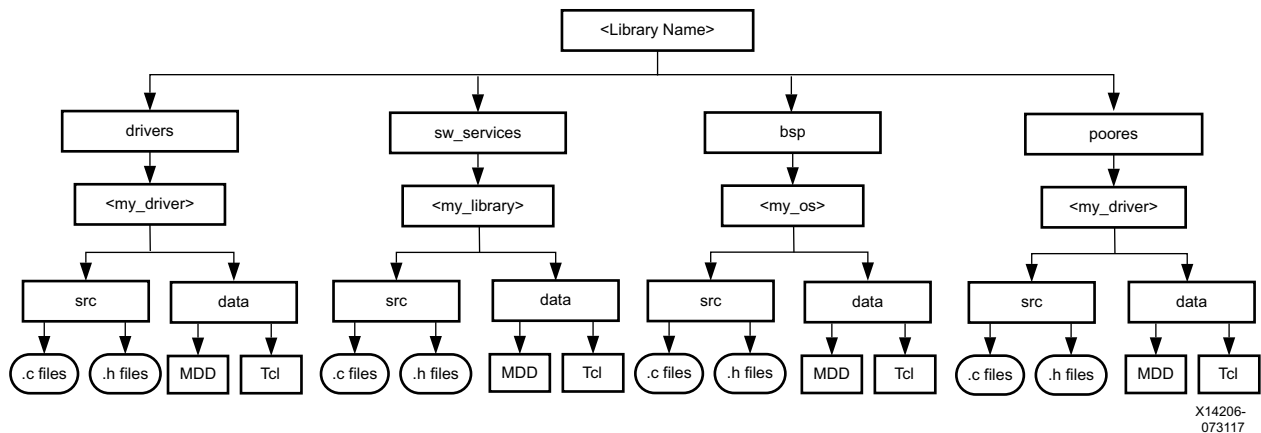 <Library Name>
drivers
sw_services
bsp
poores
<my_driver>
<my_library>
<my_os>
<my_driver>
src
data
src
data
src
data
src
data
.c files
.h files
MDD
Tcl
.c files
.h files
MDD
Tcl
.c files
.h files
MDD
Tcl
.c files
.h files
MDD
Tcl
X14206-
073117